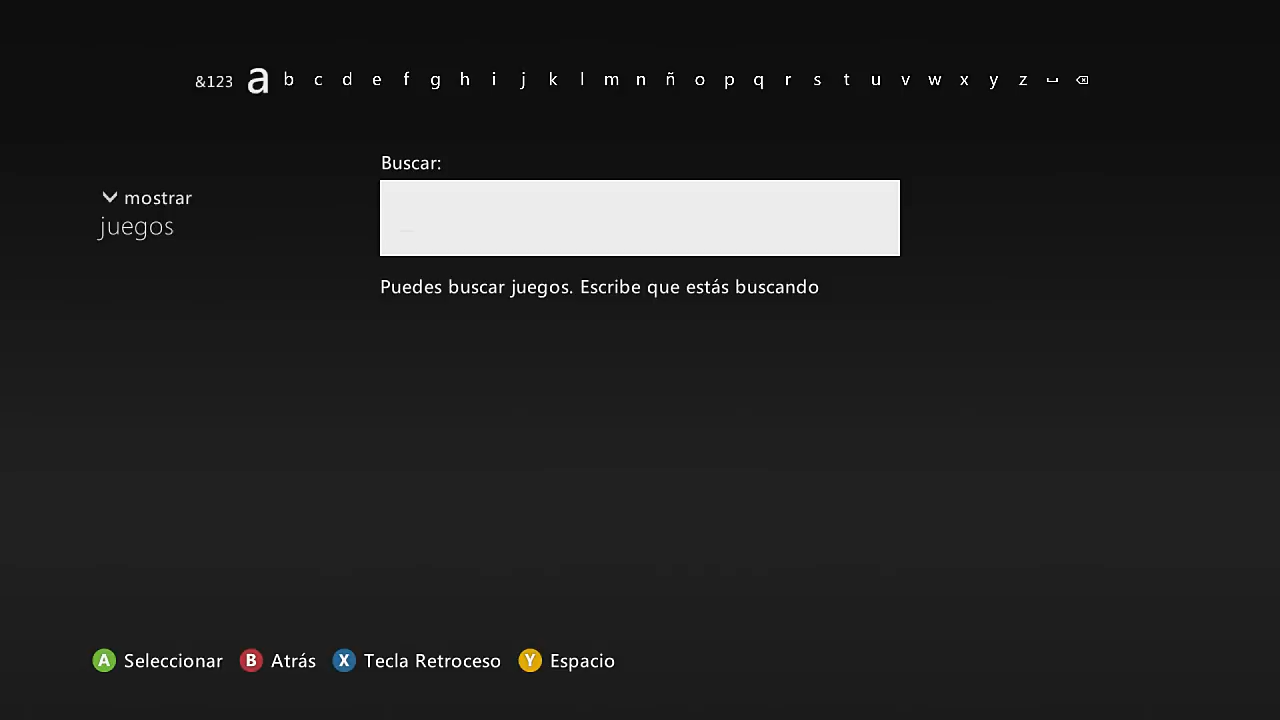 &123 a b c d e f g h i j k l m n ñ o p q r s t u v w x y z
Buscar:
mostrar
juegos
Puedes buscar juegos. Escribe que estás buscando
A Seleccionar B Atrás X Tecla Retroceso Y Espacio